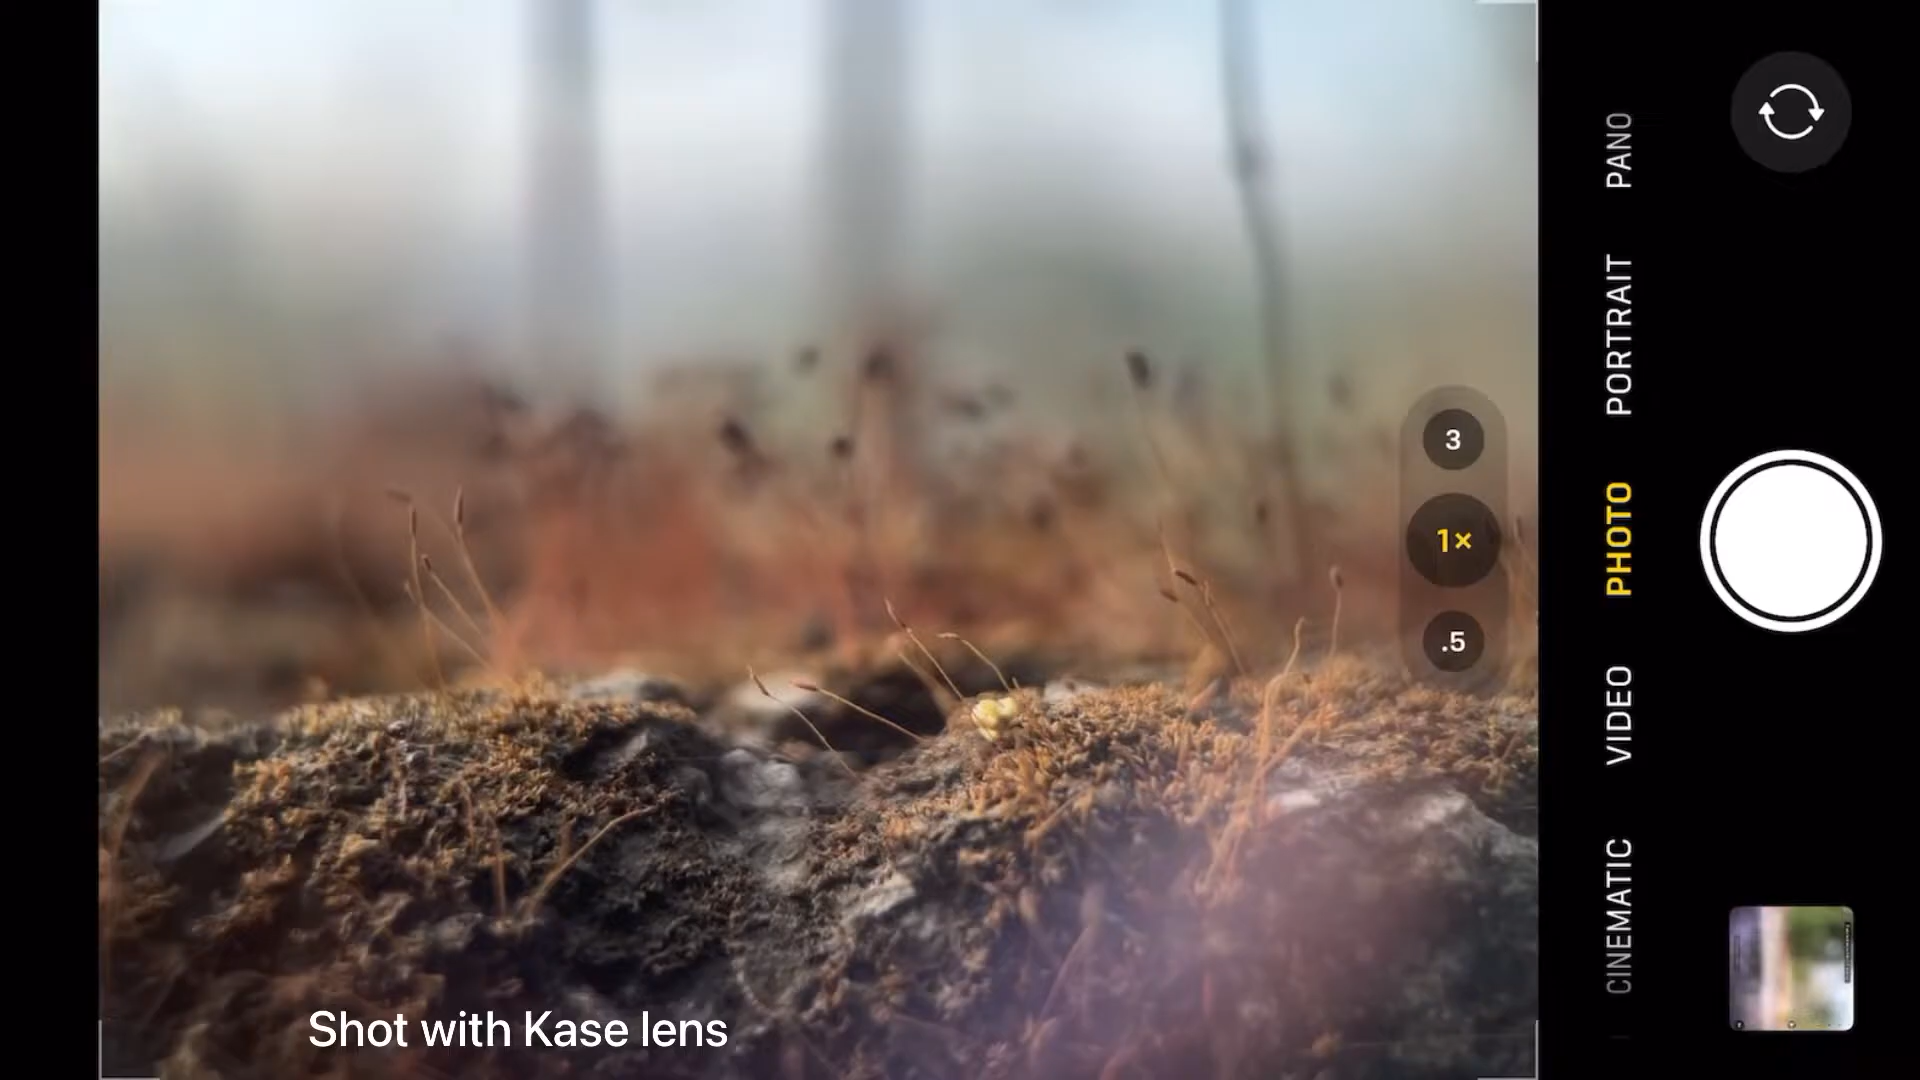 PANO
PORTRAIT
PHOTO
VIDEO
CINEMATIC
3
1×
.5
Shot with Kase lens